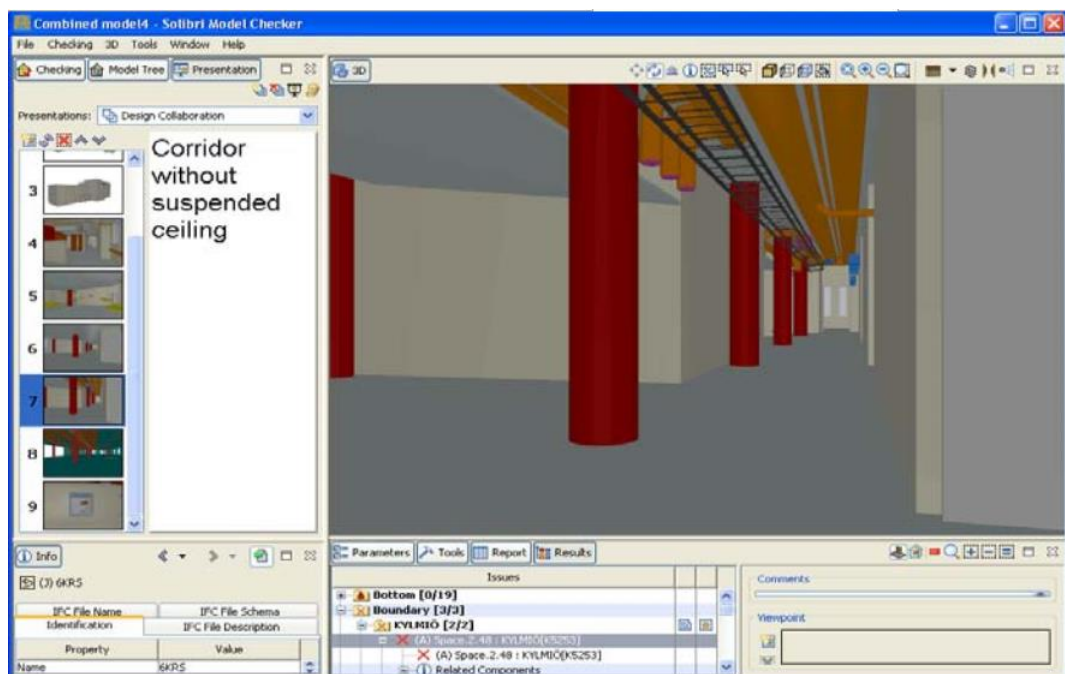 Combined model4 - Solibri Model Checker
File Checking 3D Tools Window Help
Checking Model Tree Presentation
3D
Presentations: Design Collaboration
Corridor
without
suspended
ceiling
3
4
5
6
7
8
9
Info
(J) 6KRS
IFC File Name IFC File Schema
Identification IFC File Description
Property Value
Name 6KRS
Parameters Tools Report Results
Issues
Bottom [0/19]
Boundary [3/3]
KYLMIÖ [2/2]
(A) Space.2.48 : KYLMIÖ[K5253]
(A) Space.2.48 : KYLMIÖ[K5253]
(J) Related Components
Comments
Viewpoint